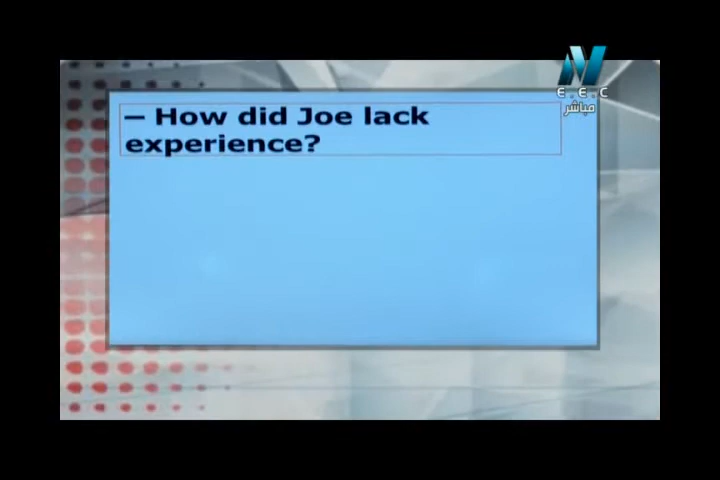 – How did Joe lack
experience?
E.E.C
مباشر